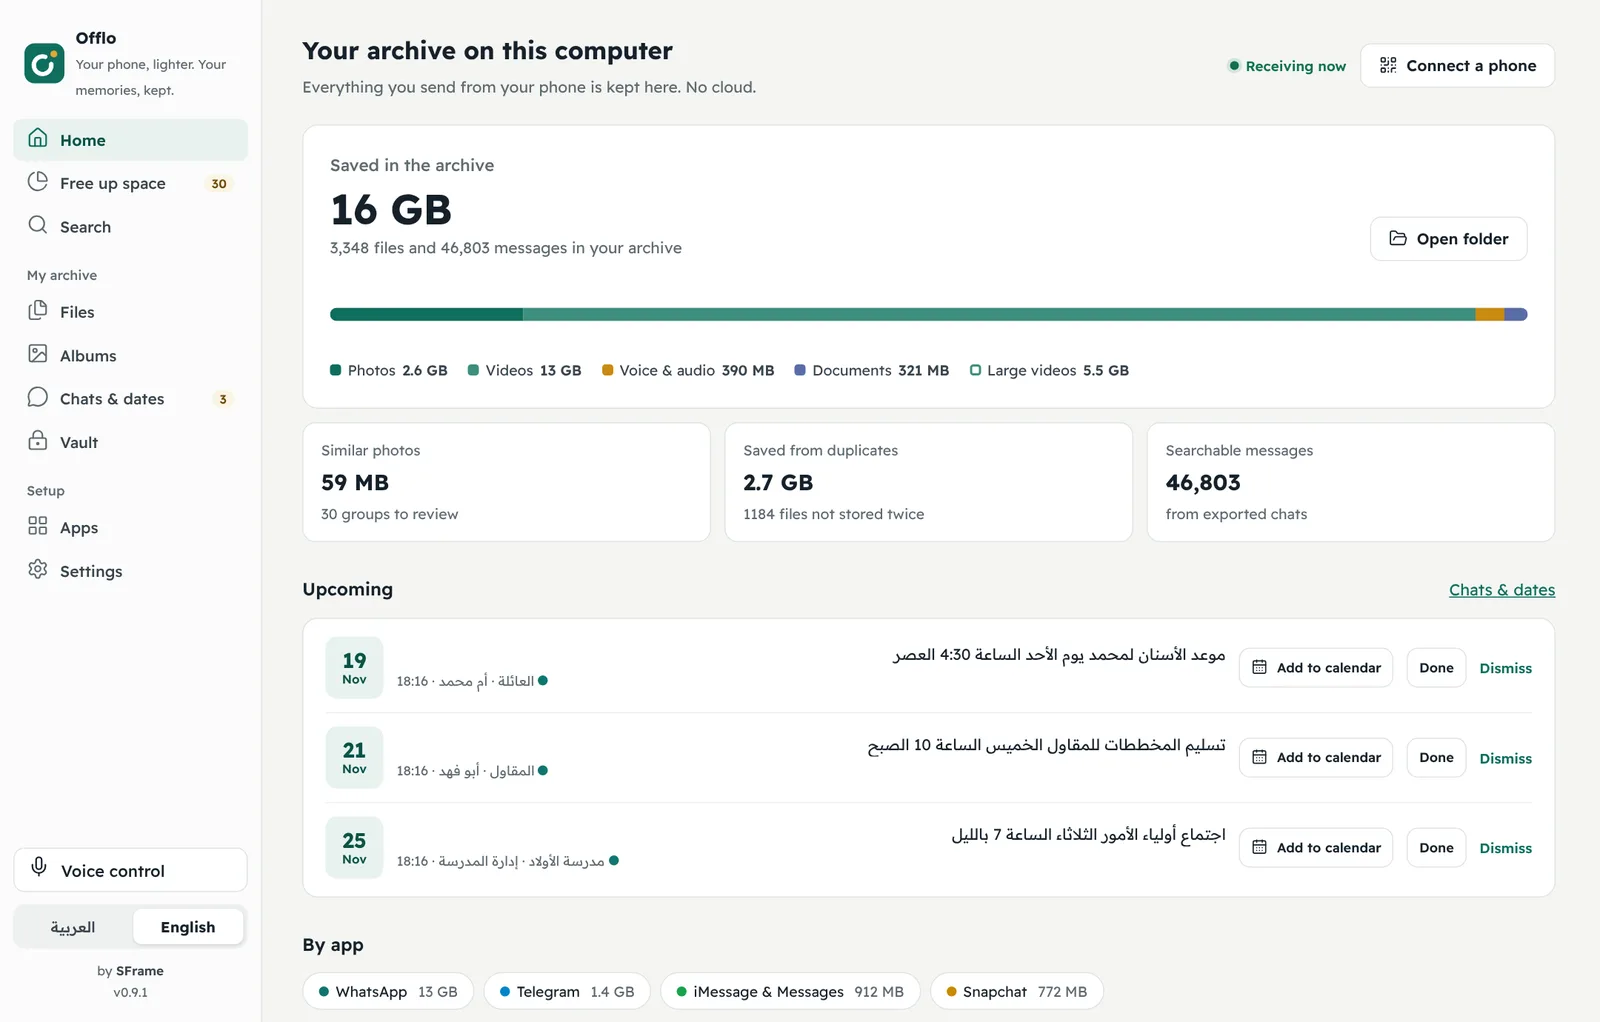 Offlo
Your phone, lighter. Your
memories, kept.
Home
Free up space 30
Search
My archive
Files
Albums
Chats & dates 3
Vault
Setup
Apps
Settings
Voice control
العربية English
by SFrame
v0.9.1
Your archive on this computer
Everything you send from your phone is kept here. No cloud.
Receiving now
Connect a phone
Saved in the archive
16 GB
3,348 files and 46,803 messages in your archive
Open folder
Photos 2.6 GB Videos 13 GB Voice & audio 390 MB Documents 321 MB Large videos 5.5 GB
Similar photos
59 MB
30 groups to review
Saved from duplicates
2.7 GB
1184 files not stored twice
Searchable messages
46,803
from exported chats
Upcoming
Chats & dates
19
Nov
موعد الأسنان لمحمد يوم الأحد الساعة 4:30 العصر
العائلة · أم محمد · 18:16
Add to calendar Done Dismiss
21
Nov
تسليم المخططات للمقاول الخميس الساعة 10 الصبح
المقاول · أبو فهد · 18:16
Add to calendar Done Dismiss
25
Nov
اجتماع أولياء الأمور الثلاثاء الساعة 7 بالليل
مدرسة الأولاد · إدارة المدرسة · 18:16
Add to calendar Done Dismiss
By app
WhatsApp 13 GB Telegram 1.4 GB iMessage & Messages 912 MB Snapchat 772 MB